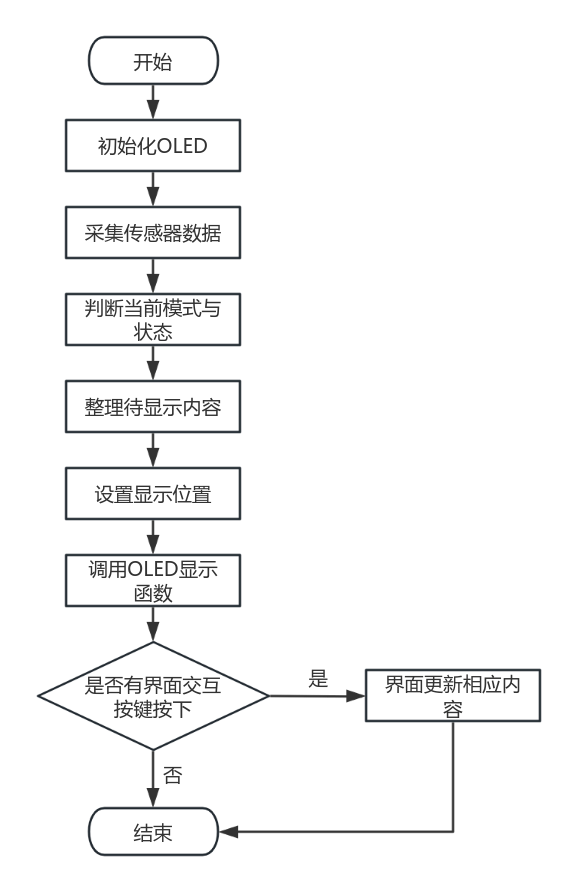 开始
初始化OLED
采集传感器数据
判断当前模式与
状态
整理待显示内容
设置显示位置
调用OLED显示
函数
是否有界面交互
按键按下
是
界面更新相应内
容
否
结束